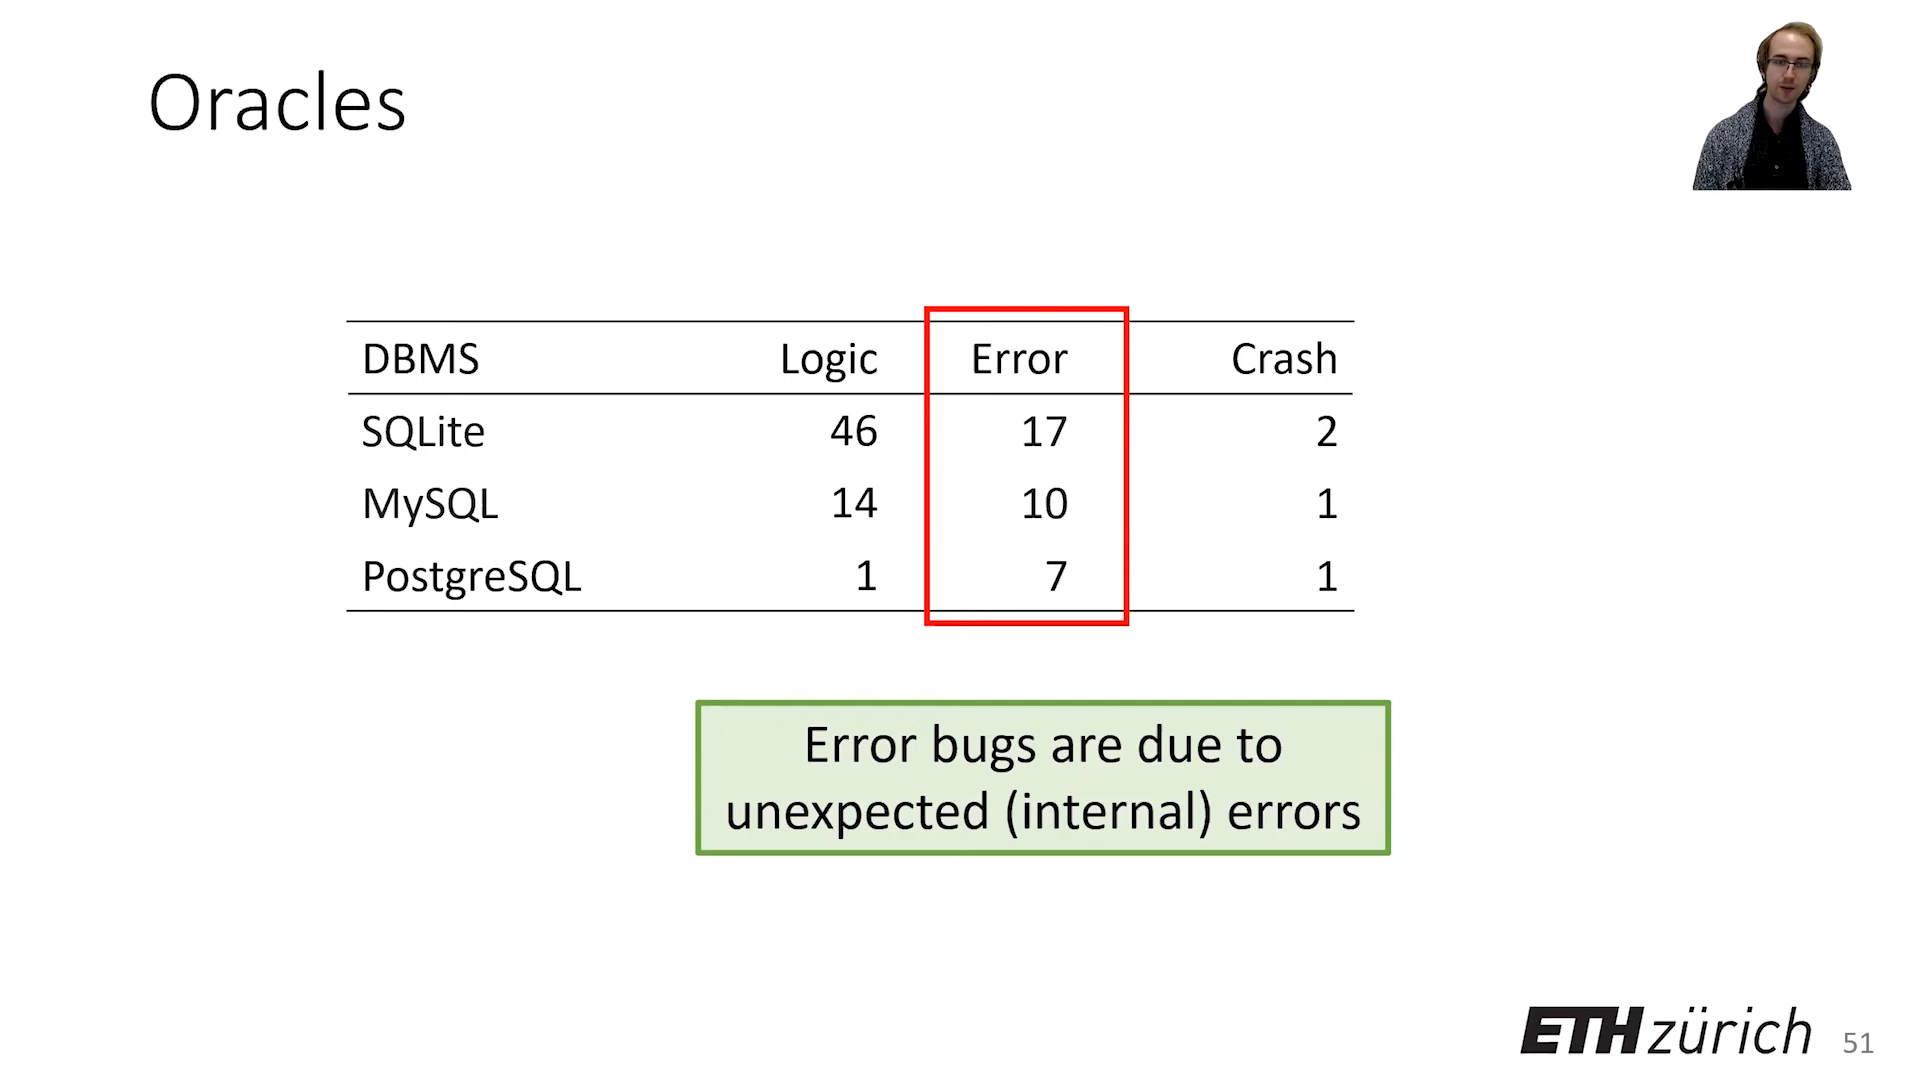 Oracles
DBMS Logic Error Crash
SQLite 46 17 2
MySQL 14 10 1
PostgreSQL 1 7 1
Error bugs are due to
unexpected (internal) errors
ETH zürich 51